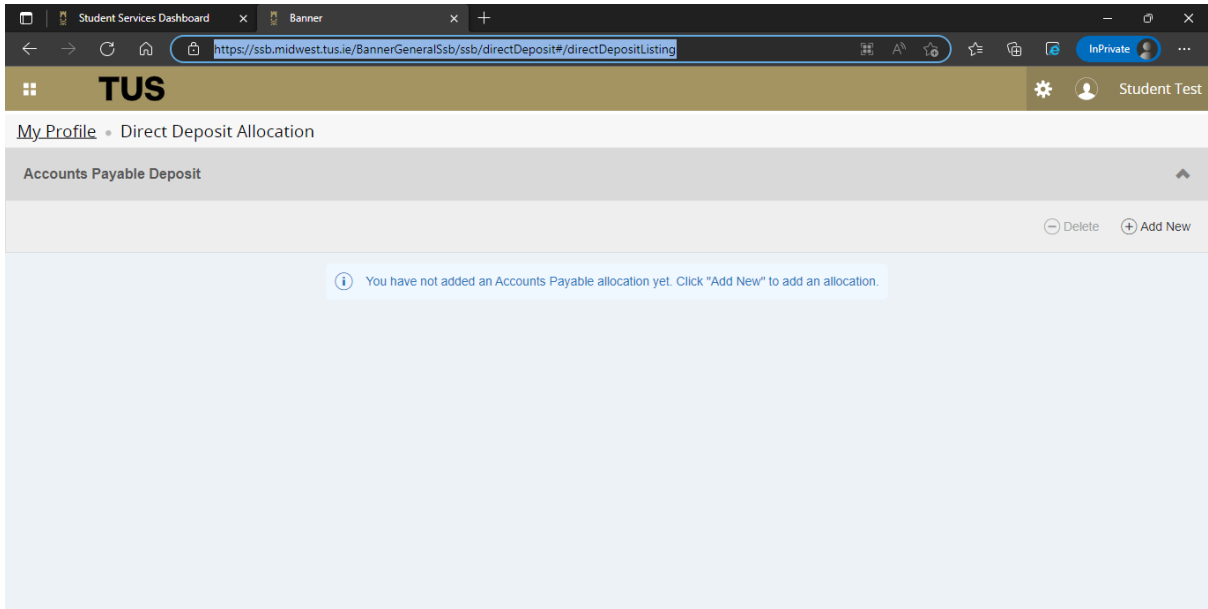 Student Services Dashboard
Banner
https://ssb.midwest.tus.ie/BannerGeneralSsb/ssb/directDeposit#/directDepositListing
InPrivate
TUS
Student Test
My Profile • Direct Deposit Allocation
Accounts Payable Deposit
Delete
Add New
You have not added an Accounts Payable allocation yet. Click "Add New" to add an allocation.